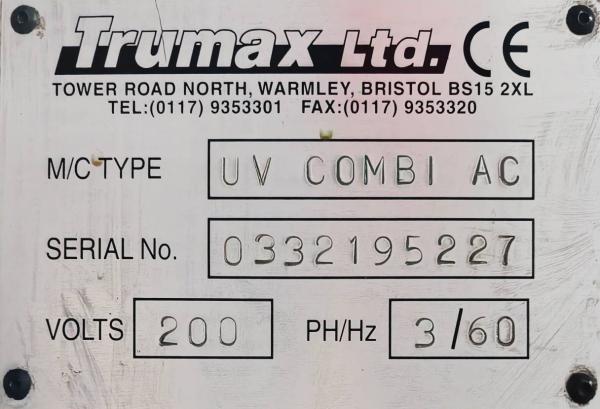 Trumax Ltd. CE
TOWER ROAD NORTH, WARMLEY, BRISTOL BS15 2XL
TEL:(0117) 9353301 FAX:(0117) 9353320
M/C TYPE UV COMBI AC
SERIAL No. 0332195227
VOLTS 200 PH/Hz 3/60